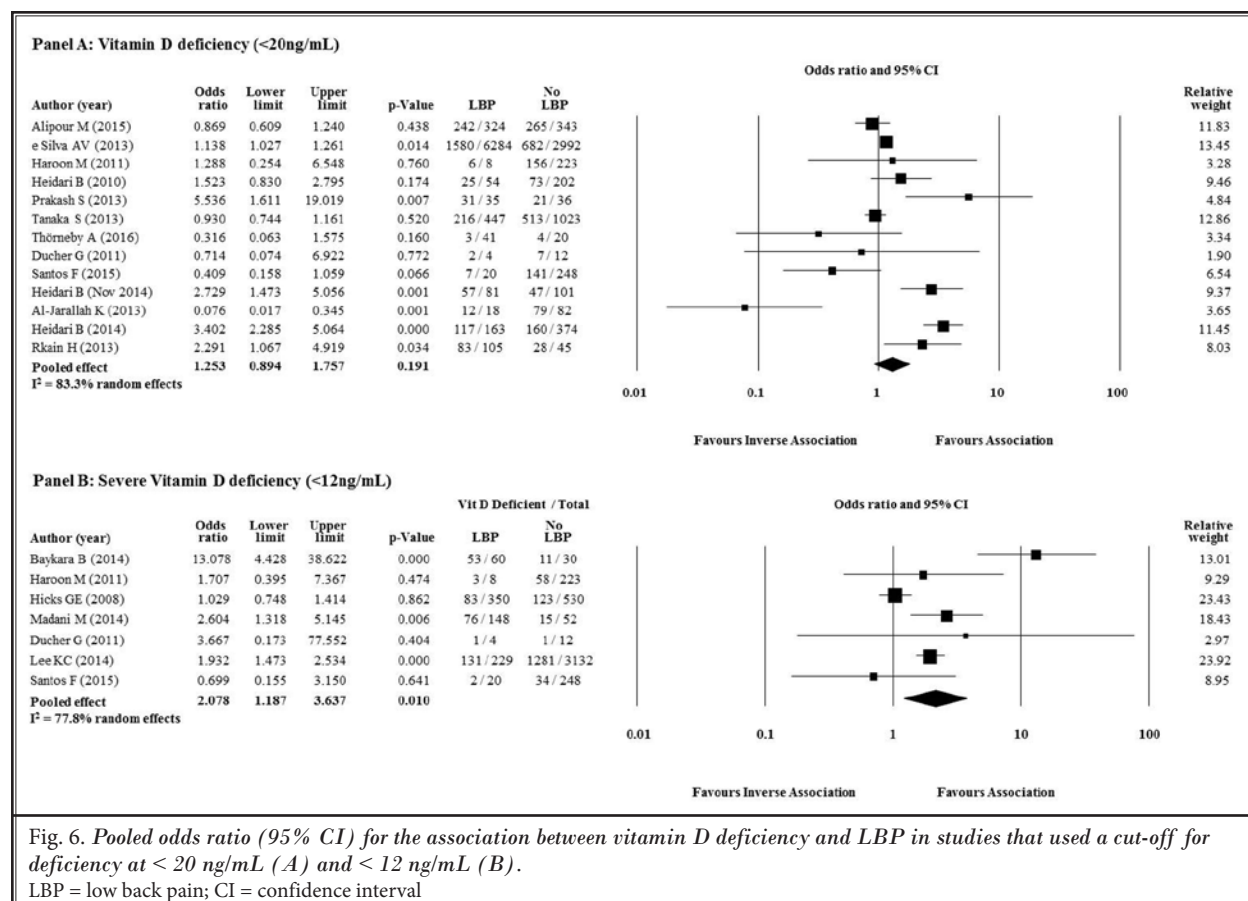 Panel A: Vitamin D deficiency (<20ng/mL)
Odds ratio and 95% CI
Author (year) Odds ratio Lower limit Upper limit p-Value LBP No LBP Relative weight
Alipour M (2015) 0.869 0.609 1.240 0.438 242 / 324 265 / 343 11.83
e Silva AV (2013) 1.138 1.027 1.261 0.014 1580 / 6284 682 / 2992 13.45
Haroon M (2011) 1.288 0.254 6.548 0.760 6 / 8 156 / 223 3.28
Heidari B (2010) 1.523 0.830 2.795 0.174 25 / 54 73 / 202 9.46
Prakash S (2013) 5.536 1.611 19.019 0.007 31 / 35 21 / 36 4.84
Tanaka S (2013) 0.930 0.744 1.161 0.520 216 / 447 513 / 1023 12.86
Thörneby A (2016) 0.316 0.063 1.575 0.160 3 / 41 4 / 20 3.34
Ducher G (2011) 0.714 0.074 6.922 0.772 2 / 4 7 / 12 1.90
Santos F (2015) 0.409 0.158 1.059 0.066 7 / 20 141 / 248 6.54
Heidari B (Nov 2014) 2.729 1.473 5.056 0.001 57 / 81 47 / 101 9.37
Al-Jarallah K (2013) 0.076 0.017 0.345 0.001 12 / 18 79 / 82 3.65
Heidari B (2014) 3.402 2.285 5.064 0.000 117 / 163 160 / 374 11.45
Rkain H (2013) 2.291 1.067 4.919 0.034 83 / 105 28 / 45 8.03
Pooled effect 1.253 0.894 1.757 0.191
I² = 83.3% random effects
0.01 0.1 1 10 100
Favours Inverse Association Favours Association
Panel B: Severe Vitamin D deficiency (<12ng/mL)
Vit D Deficient / Total Odds ratio and 95% CI
Author (year) Odds ratio Lower limit Upper limit p-Value LBP No LBP Relative weight
Baykara B (2014) 13.078 4.428 38.622 0.000 53 / 60 11 / 30 13.01
Haroon M (2011) 1.707 0.395 7.367 0.474 3 / 8 58 / 223 9.29
Hicks GE (2008) 1.029 0.748 1.414 0.862 83 / 350 123 / 530 23.43
Madani M (2014) 2.604 1.318 5.145 0.006 76 / 148 15 / 52 18.43
Ducher G (2011) 3.667 0.173 77.552 0.404 1 / 4 1 / 12 2.97
Lee KC (2014) 1.932 1.473 2.534 0.000 131 / 229 1281 / 3132 23.92
Santos F (2015) 0.699 0.155 3.150 0.641 2 / 20 34 / 248 8.95
Pooled effect 2.078 1.187 3.637 0.010
I² = 77.8% random effects
0.01 0.1 1 10 100
Favours Inverse Association Favours Association
Fig. 6. Pooled odds ratio (95% CI) for the association between vitamin D deficiency and LBP in studies that used a cut-off for
deficiency at < 20 ng/mL (A) and < 12 ng/mL (B).
LBP = low back pain; CI = confidence interval